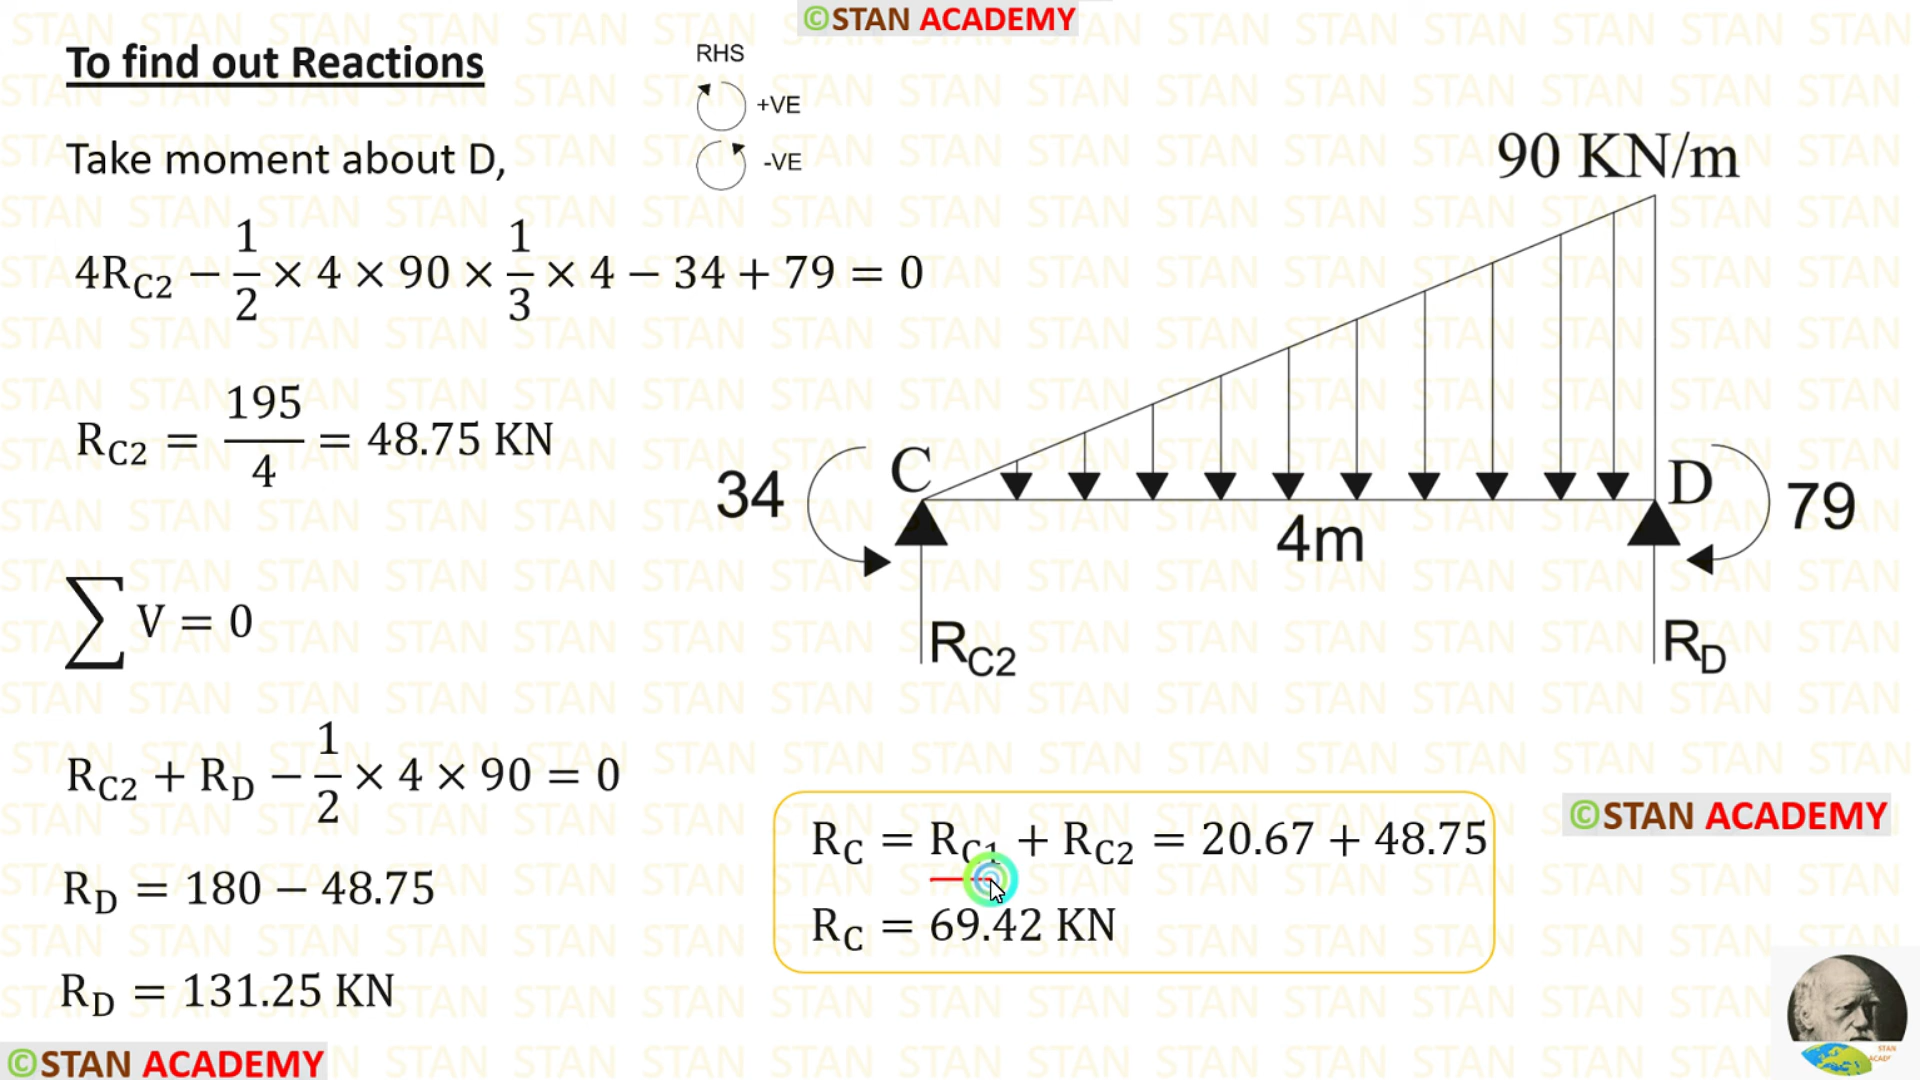 ©STAN ACADEMY
To find out Reactions
RHS
+VE
-VE
Take moment about D,
4R_C2 − 1/2 × 4 × 90 × 1/3 × 4 − 34 + 79 = 0
R_C2 = 195/4 = 48.75 KN
∑ V = 0
R_C2 + R_D − 1/2 × 4 × 90 = 0
R_D = 180 − 48.75
R_D = 131.25 KN
90 KN/m
C
D
34
79
4m
R_C2
R_D
©STAN ACADEMY
R_C = R_C1 + R_C2 = 20.67 + 48.75
R_C = 69.42 KN
©STAN ACADEMY